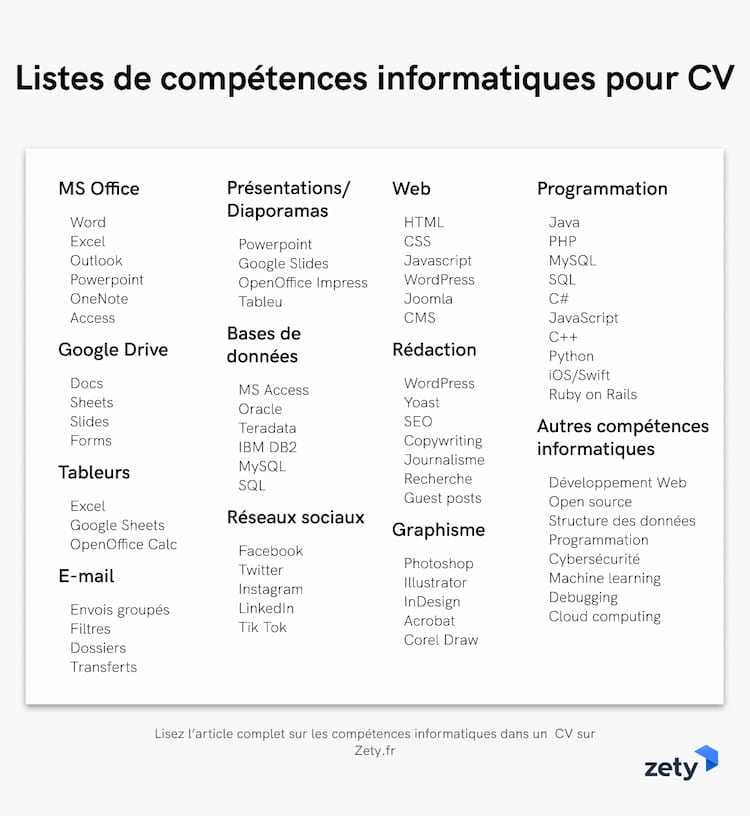 Listes de compétences informatiques pour CV
MS Office
Word
Excel
Outlook
Powerpoint
OneNote
Access
Google Drive
Docs
Sheets
Slides
Forms
Tableurs
Excel
Google Sheets
OpenOffice Calc
E-mail
Envois groupés
Filtres
Dossiers
Transferts
Présentations/
Diaporamas
Powerpoint
Google Slides
OpenOffice Impress
Tableu
Bases de
données
MS Access
Oracle
Teradata
IBM DB2
MySQL
SQL
Réseaux sociaux
Facebook
Twitter
Instagram
LinkedIn
Tik Tok
Web
HTML
CSS
Javascript
WordPress
Joomla
CMS
Rédaction
WordPress
Yoast
SEO
Copywriting
Journalisme
Recherche
Guest posts
Graphisme
Photoshop
Illustrator
InDesign
Acrobat
Corel Draw
Programmation
Java
PHP
MySQL
SQL
C#
JavaScript
C++
Python
iOS/Swift
Ruby on Rails
Autres compétences
informatiques
Développement Web
Open source
Structure des données
Programmation
Cybersécurité
Machine learning
Debugging
Cloud computing
Lisez l'article complet sur les compétences informatiques dans un CV sur
Zety.fr
zety